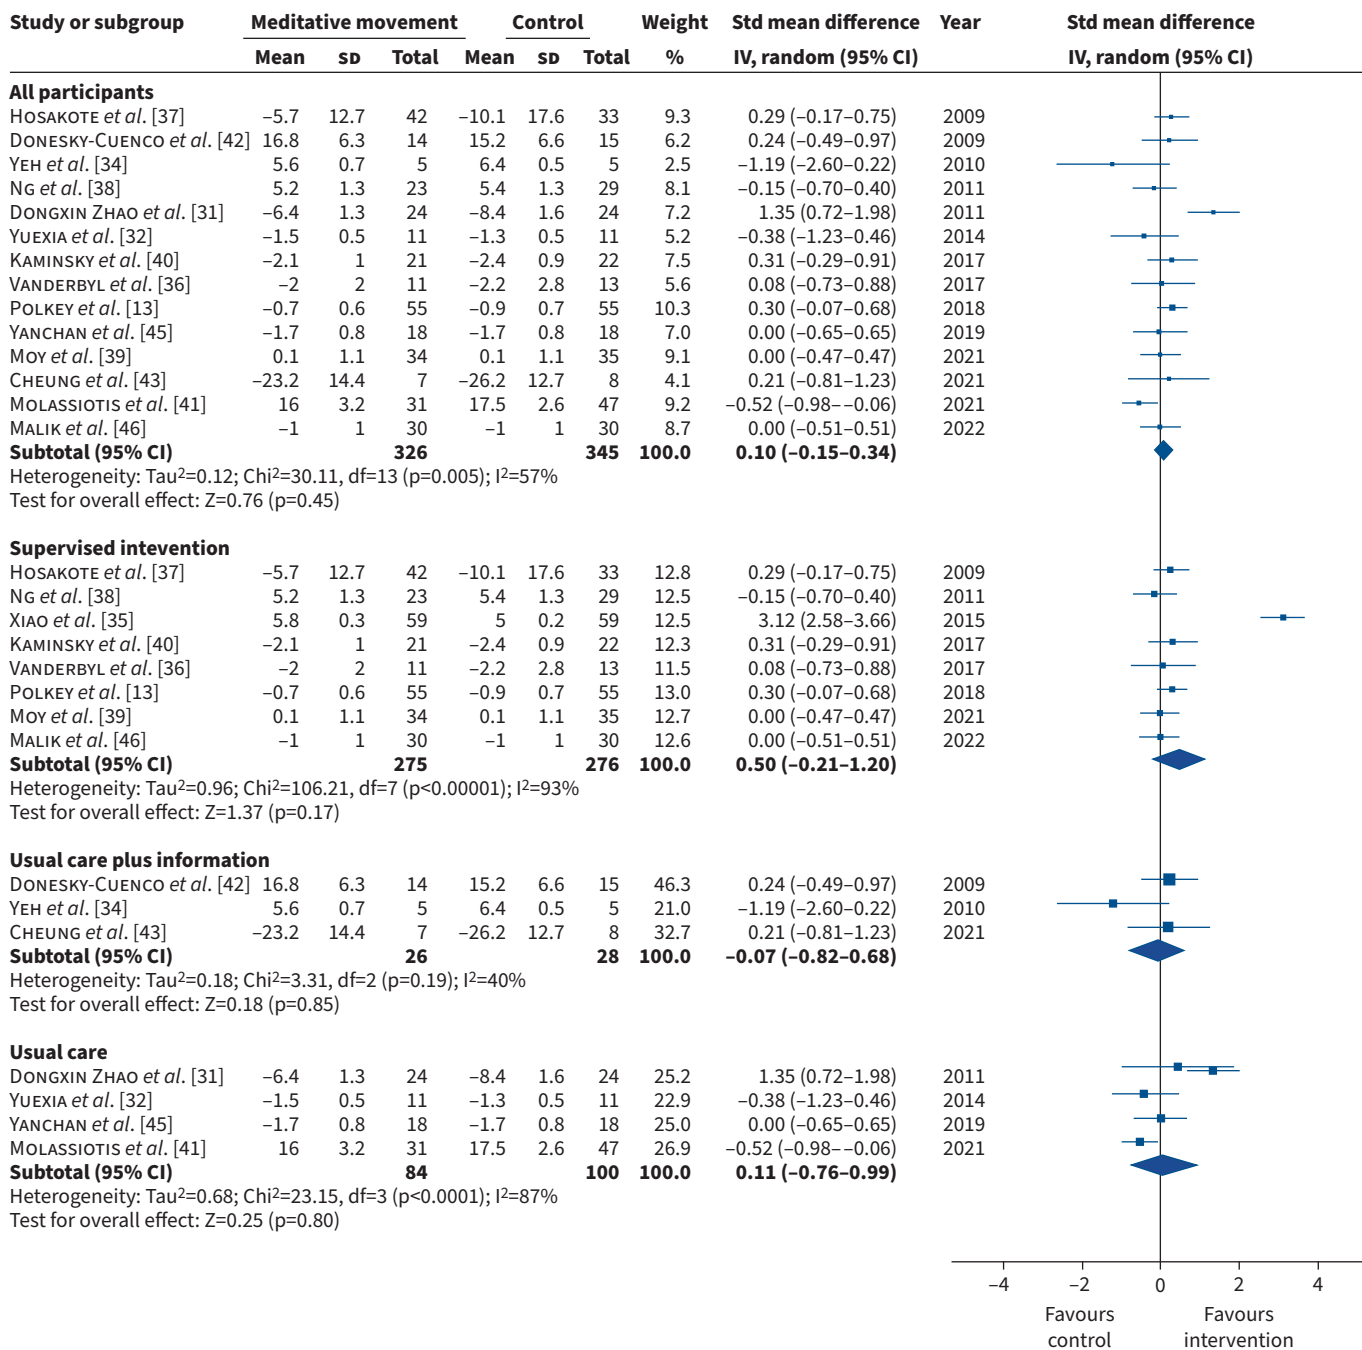 Study or subgroup Meditative movement Control Weight Std mean difference Year Std mean difference
Mean SD Total Mean SD Total % IV, random (95% CI) IV, random (95% CI)
All participants
Hosakote et al. [37] –5.7 12.7 42 –10.1 17.6 33 9.3 0.29 (–0.17–0.75) 2009
Donesky-Cuenco et al. [42] 16.8 6.3 14 15.2 6.6 15 6.2 0.24 (–0.49–0.97) 2009
Yeh et al. [34] 5.6 0.7 5 6.4 0.5 5 2.5 –1.19 (–2.60–0.22) 2010
Ng et al. [38] 5.2 1.3 23 5.4 1.3 29 8.1 –0.15 (–0.70–0.40) 2011
Dongxin Zhao et al. [31] –6.4 1.3 24 –8.4 1.6 24 7.2 1.35 (0.72–1.98) 2011
Yuexia et al. [32] –1.5 0.5 11 –1.3 0.5 11 5.2 –0.38 (–1.23–0.46) 2014
Kaminsky et al. [40] –2.1 1 21 –2.4 0.9 22 7.5 0.31 (–0.29–0.91) 2017
Vanderbyl et al. [36] –2 2 11 –2.2 2.8 13 5.6 0.08 (–0.73–0.88) 2017
Polkey et al. [13] –0.7 0.6 55 –0.9 0.7 55 10.3 0.30 (–0.07–0.68) 2018
Yanchan et al. [45] –1.7 0.8 18 –1.7 0.8 18 7.0 0.00 (–0.65–0.65) 2019
Moy et al. [39] 0.1 1.1 34 0.1 1.1 35 9.1 0.00 (–0.47–0.47) 2021
Cheung et al. [43] –23.2 14.4 7 –26.2 12.7 8 4.1 0.21 (–0.81–1.23) 2021
Molassiotis et al. [41] 16 3.2 31 17.5 2.6 47 9.2 –0.52 (–0.98––0.06) 2021
Malik et al. [46] –1 1 30 –1 1 30 8.7 0.00 (–0.51–0.51) 2022
Subtotal (95% CI) 326 345 100.0 0.10 (–0.15–0.34)
Heterogeneity: Tau²=0.12; Chi²=30.11, df=13 (p=0.005); I²=57%
Test for overall effect: Z=0.76 (p=0.45)
Supervised intevention
Hosakote et al. [37] –5.7 12.7 42 –10.1 17.6 33 12.8 0.29 (–0.17–0.75) 2009
Ng et al. [38] 5.2 1.3 23 5.4 1.3 29 12.5 –0.15 (–0.70–0.40) 2011
Xiao et al. [35] 5.8 0.3 59 5 0.2 59 12.5 3.12 (2.58–3.66) 2015
Kaminsky et al. [40] –2.1 1 21 –2.4 0.9 22 12.3 0.31 (–0.29–0.91) 2017
Vanderbyl et al. [36] –2 2 11 –2.2 2.8 13 11.5 0.08 (–0.73–0.88) 2017
Polkey et al. [13] –0.7 0.6 55 –0.9 0.7 55 13.0 0.30 (–0.07–0.68) 2018
Moy et al. [39] 0.1 1.1 34 0.1 1.1 35 12.7 0.00 (–0.47–0.47) 2021
Malik et al. [46] –1 1 30 –1 1 30 12.6 0.00 (–0.51–0.51) 2022
Subtotal (95% CI) 275 276 100.0 0.50 (–0.21–1.20)
Heterogeneity: Tau²=0.96; Chi²=106.21, df=7 (p<0.00001); I²=93%
Test for overall effect: Z=1.37 (p=0.17)
Usual care plus information
Donesky-Cuenco et al. [42] 16.8 6.3 14 15.2 6.6 15 46.3 0.24 (–0.49–0.97) 2009
Yeh et al. [34] 5.6 0.7 5 6.4 0.5 5 21.0 –1.19 (–2.60–0.22) 2010
Cheung et al. [43] –23.2 14.4 7 –26.2 12.7 8 32.7 0.21 (–0.81–1.23) 2021
Subtotal (95% CI) 26 28 100.0 –0.07 (–0.82–0.68)
Heterogeneity: Tau²=0.18; Chi²=3.31, df=2 (p=0.19); I²=40%
Test for overall effect: Z=0.18 (p=0.85)
Usual care
Dongxin Zhao et al. [31] –6.4 1.3 24 –8.4 1.6 24 25.2 1.35 (0.72–1.98) 2011
Yuexia et al. [32] –1.5 0.5 11 –1.3 0.5 11 22.9 –0.38 (–1.23–0.46) 2014
Yanchan et al. [45] –1.7 0.8 18 –1.7 0.8 18 25.0 0.00 (–0.65–0.65) 2019
Molassiotis et al. [41] 16 3.2 31 17.5 2.6 47 26.9 –0.52 (–0.98––0.06) 2021
Subtotal (95% CI) 84 100 100.0 0.11 (–0.76–0.99)
Heterogeneity: Tau²=0.68; Chi²=23.15, df=3 (p<0.0001); I²=87%
Test for overall effect: Z=0.25 (p=0.80)
–4 –2 0 2 4
Favours Favours
control intervention